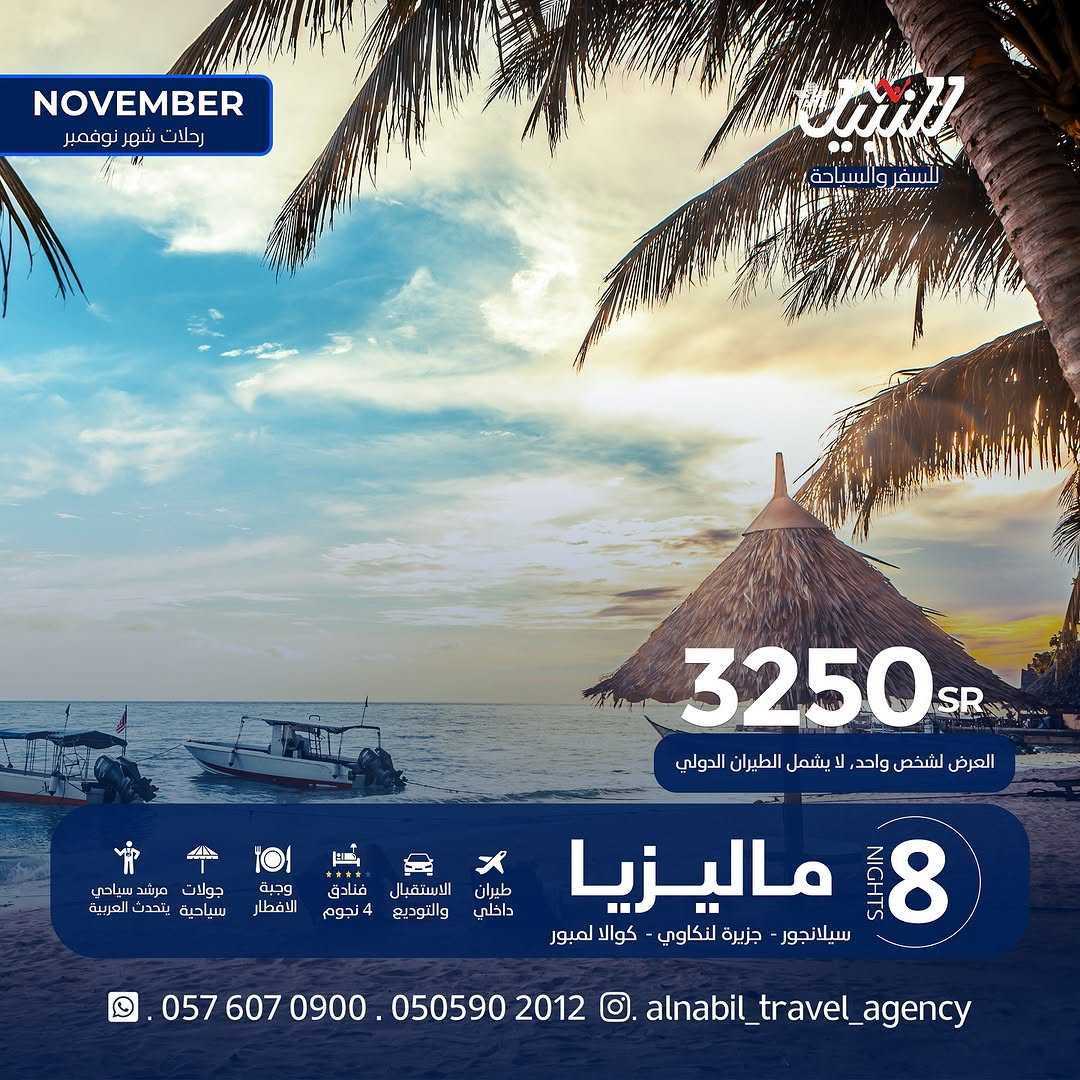 NOVEMBER
رحلات شهر نوفمبر
النبيل
للسفر والسياحة
3250 SR
العرض لشخص واحد، لا يشمل الطيران الدولي
8 NIGHTS
ماليزيا
سيلانجور - جزيرة لنكاوي - كوالا لمبور
طيران داخلي
الاستقبال والتوديع
فنادق 4 نجوم
وجبة الافطار
جولات سياحية
مرشد سياحي يتحدث العربية
. 057 607 0900 . 050590 2012 . alnabil_travel_agency